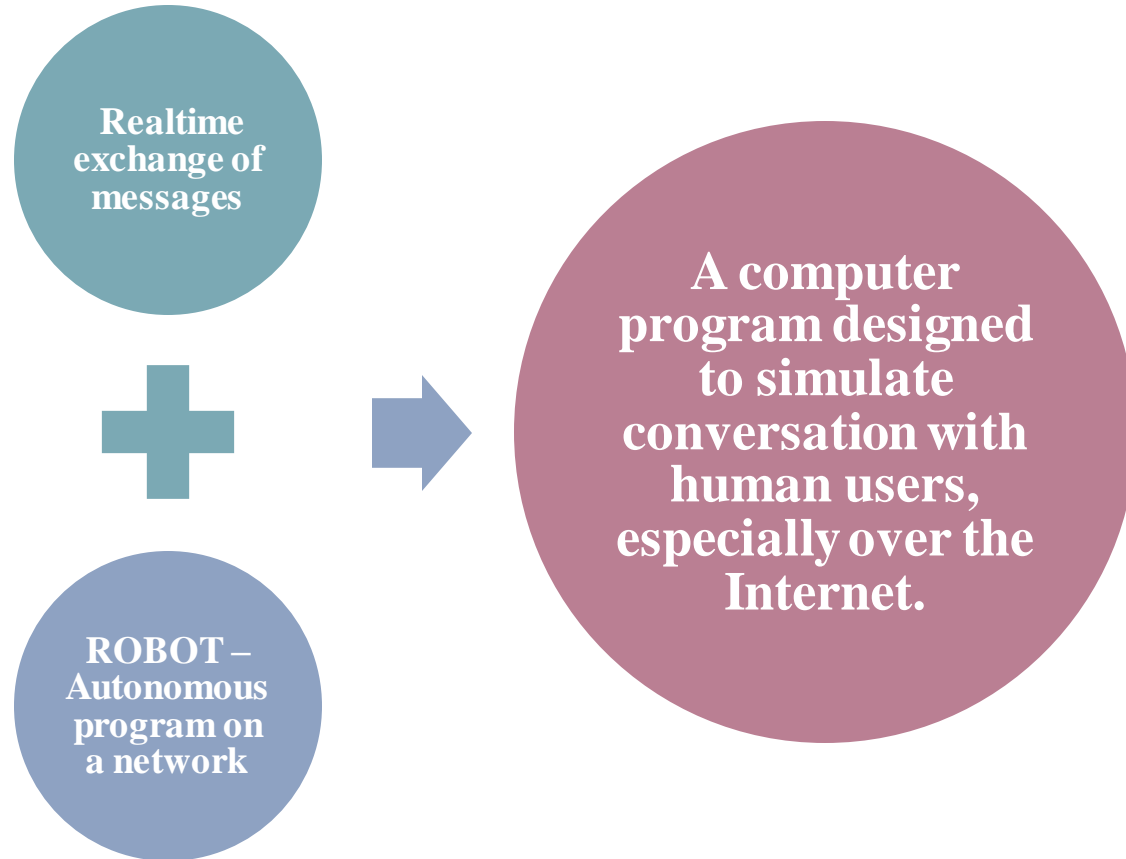 Realtime
exchange of
messages
ROBOT –
Autonomous
program on
a network
A computer
program designed
to simulate
conversation with
human users,
especially over the
Internet.